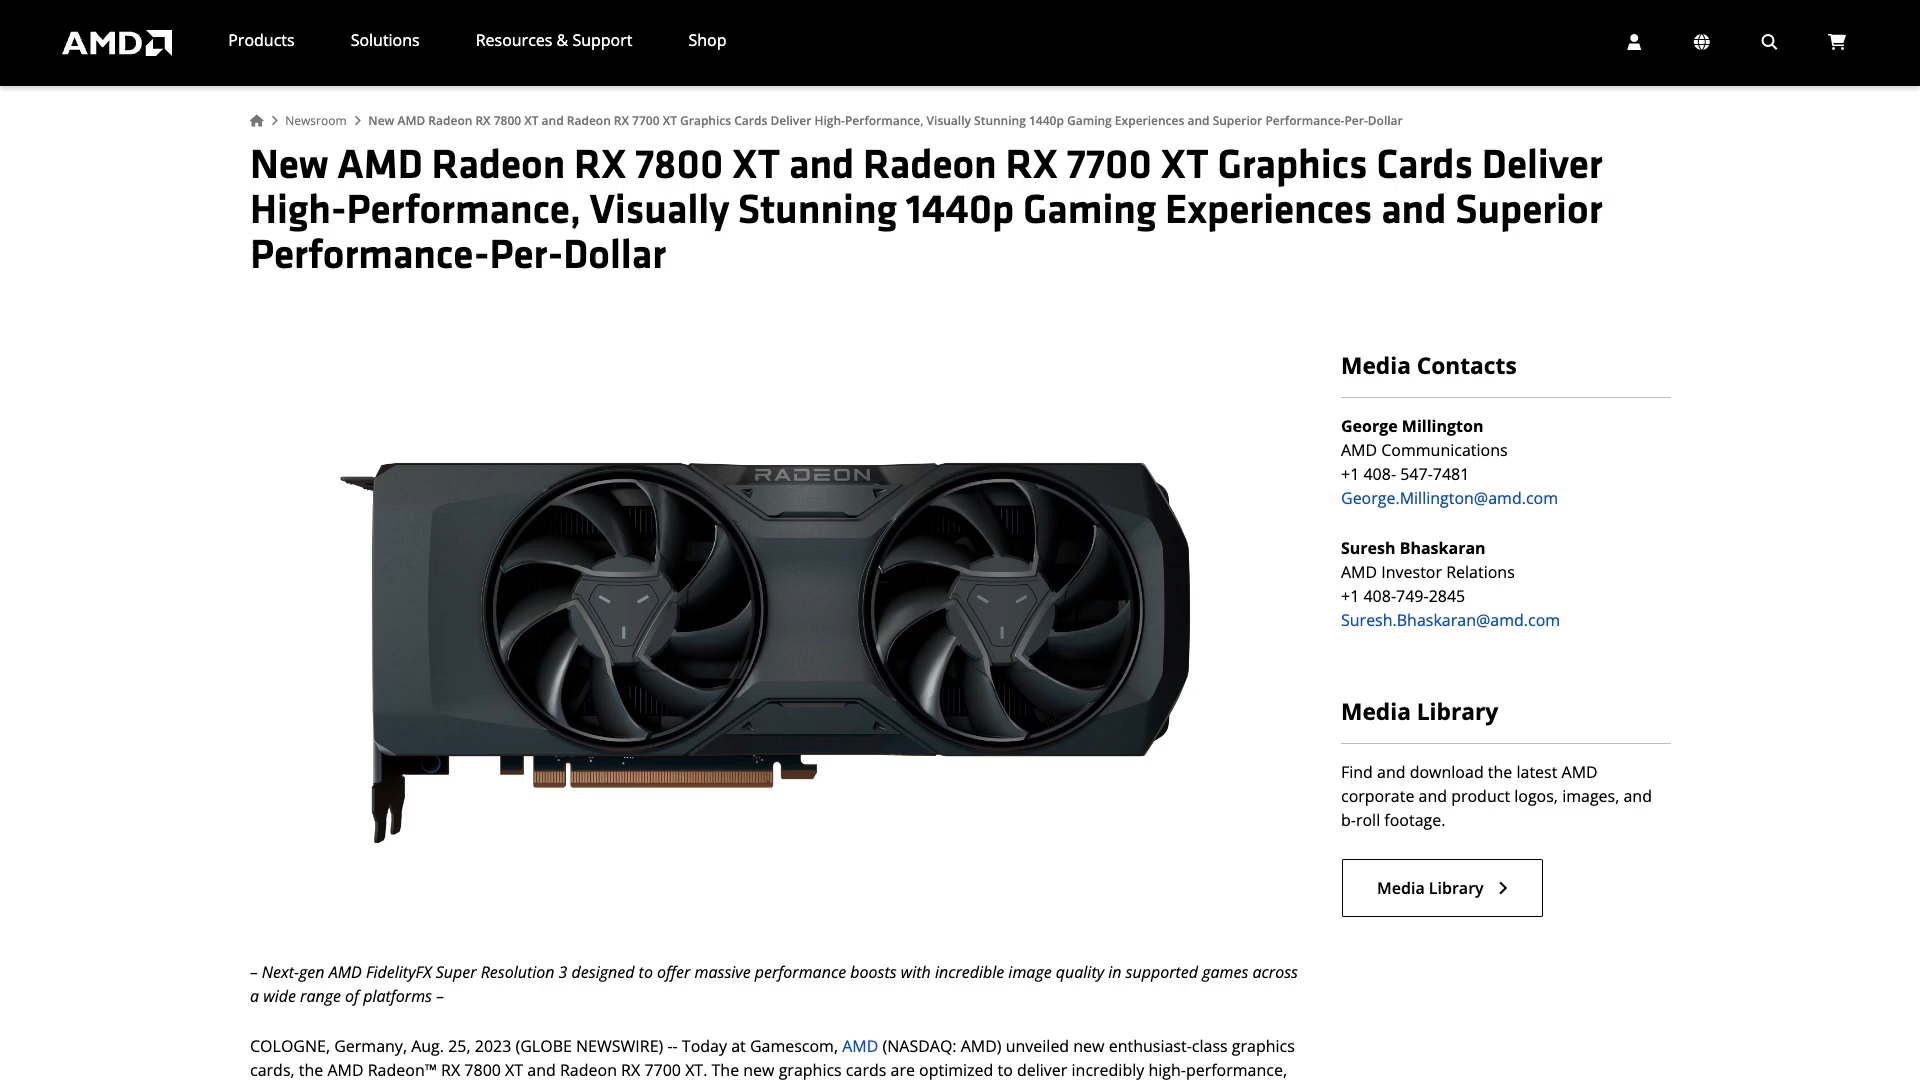 AMD
Products
Solutions
Resources & Support
Shop
Newsroom
New AMD Radeon RX 7800 XT and Radeon RX 7700 XT Graphics Cards Deliver High-Performance, Visually Stunning 1440p Gaming Experiences and Superior Performance-Per-Dollar
New AMD Radeon RX 7800 XT and Radeon RX 7700 XT Graphics Cards Deliver
High-Performance, Visually Stunning 1440p Gaming Experiences and Superior
Performance-Per-Dollar
RADEON
Media Contacts
George Millington
AMD Communications
+1 408- 547-7481
George.Millington@amd.com
Suresh Bhaskaran
AMD Investor Relations
+1 408-749-2845
Suresh.Bhaskaran@amd.com
Media Library
Find and download the latest AMD
corporate and product logos, images, and
b-roll footage.
Media Library
– Next-gen AMD FidelityFX Super Resolution 3 designed to offer massive performance boosts with incredible image quality in supported games across
a wide range of platforms –
COLOGNE, Germany, Aug. 25, 2023 (GLOBE NEWSWIRE) -- Today at Gamescom, AMD (NASDAQ: AMD) unveiled new enthusiast-class graphics
cards, the AMD Radeon™ RX 7800 XT and Radeon RX 7700 XT. The new graphics cards are optimized to deliver incredibly high-performance,